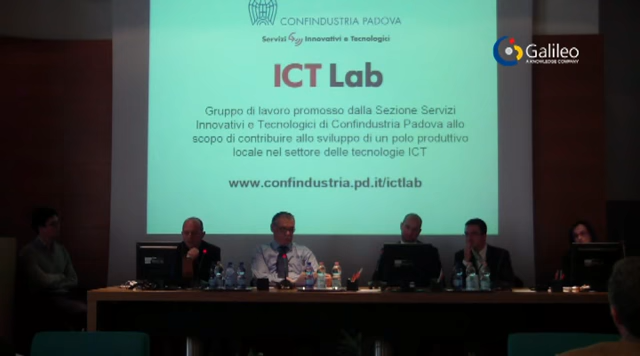 CONFINDUSTRIA PADOVA
Servizi Innovativi e Tecnologici
Galileo
A KNOWLEDGE COMPANY
ICT Lab
Gruppo di lavoro promosso dalla Sezione Servizi
Innovativi e Tecnologici di Confindustria Padova allo
scopo di contribuire allo sviluppo di un polo produttivo
locale nel settore delle tecnologie ICT
www.confindustria.pd.it/ictlab